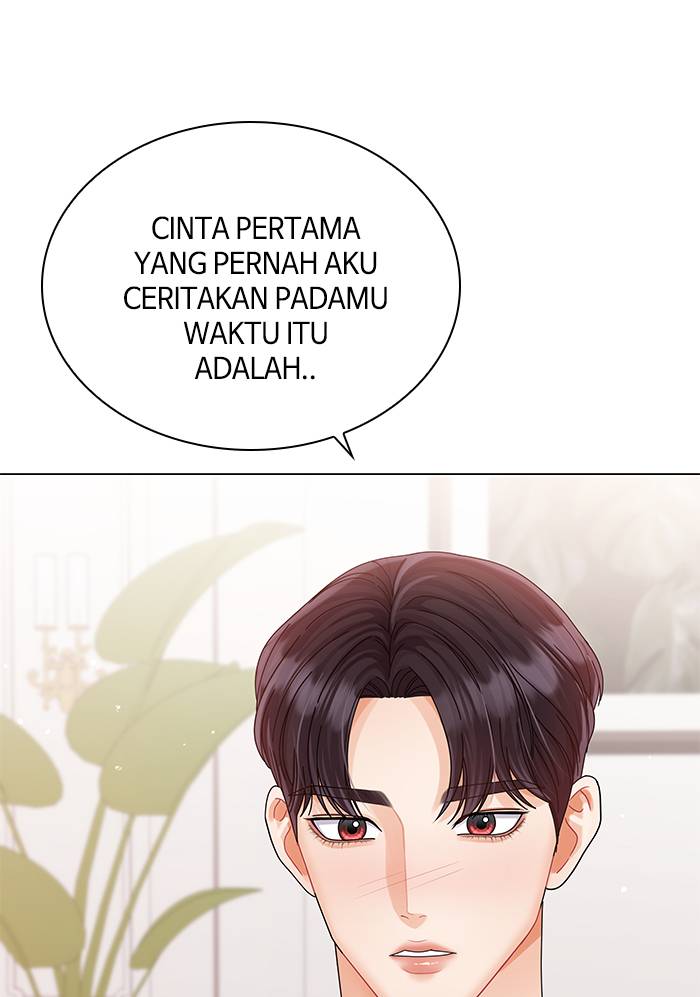 CINTA PERTAMA
YANG PERNAH AKU
CERITAKAN PADAMU
WAKTU ITU
ADALAH..